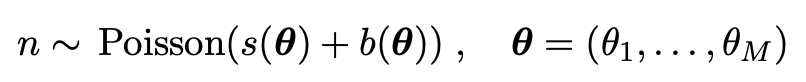 n ∼ Poisson(s(𝜽) + b(𝜽)) , 𝜽 = (θ₁, . . . , θ_M)